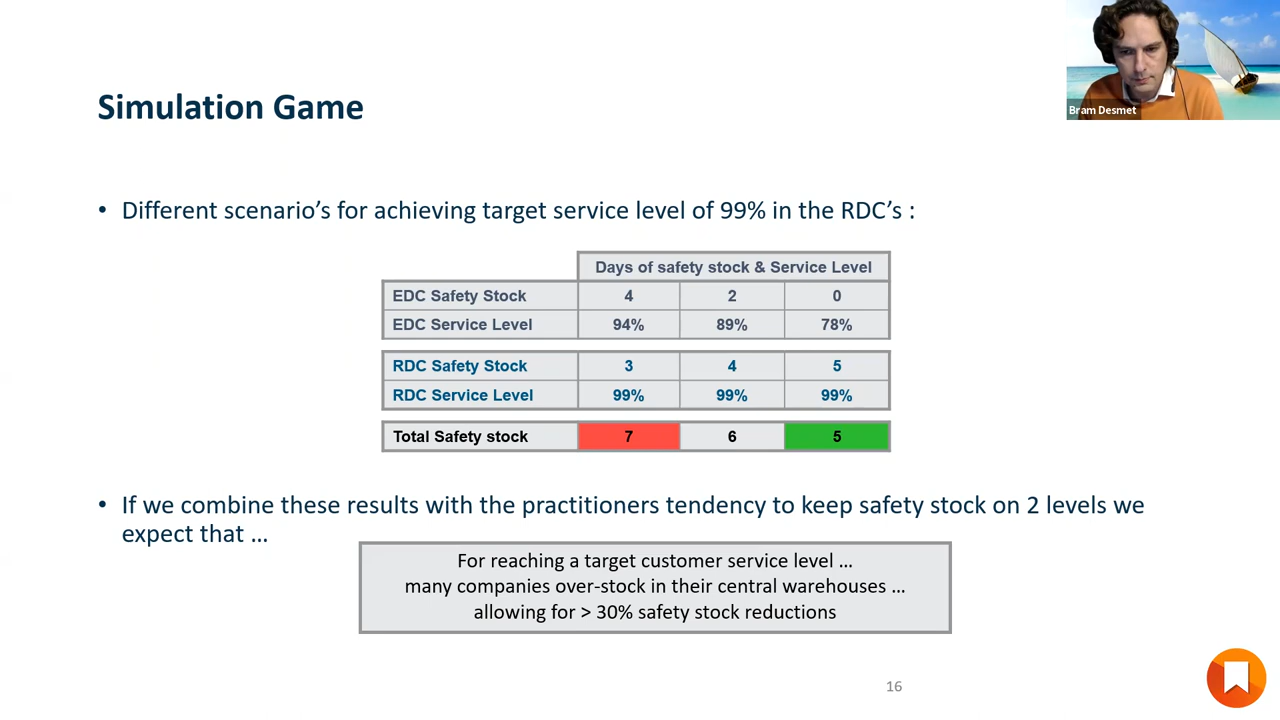 Bram Desmet
Simulation Game
• Different scenario’s for achieving target service level of 99% in the RDC’s :
Days of safety stock & Service Level
EDC Safety Stock 4 2 0
EDC Service Level 94% 89% 78%
RDC Safety Stock 3 4 5
RDC Service Level 99% 99% 99%
Total Safety stock 7 6 5
• If we combine these results with the practitioners tendency to keep safety stock on 2 levels we
expect that ...
For reaching a target customer service level ...
many companies over-stock in their central warehouses ...
allowing for > 30% safety stock reductions
16